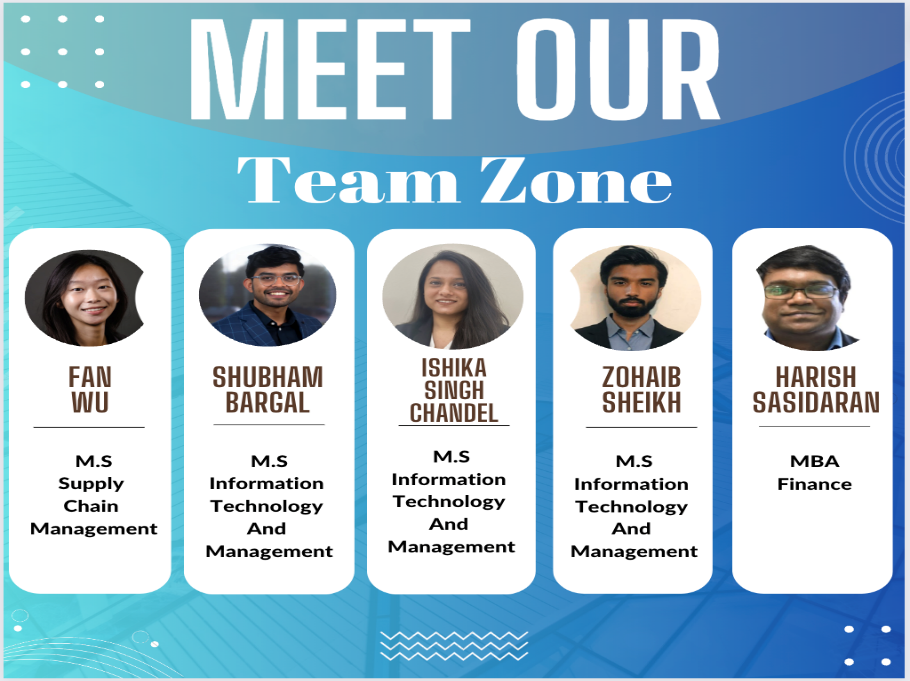 MEET OUR
Team Zone
FAN
WU
M.S
Supply
Chain
Management
SHUBHAM
BARGAL
M.S
Information
Technology
And
Management
ISHIKA
SINGH
CHANDEL
M.S
Information
Technology
And
Management
ZOHAIB
SHEIKH
M.S
Information
Technology
And
Management
HARISH
SASIDARAN
MBA
Finance